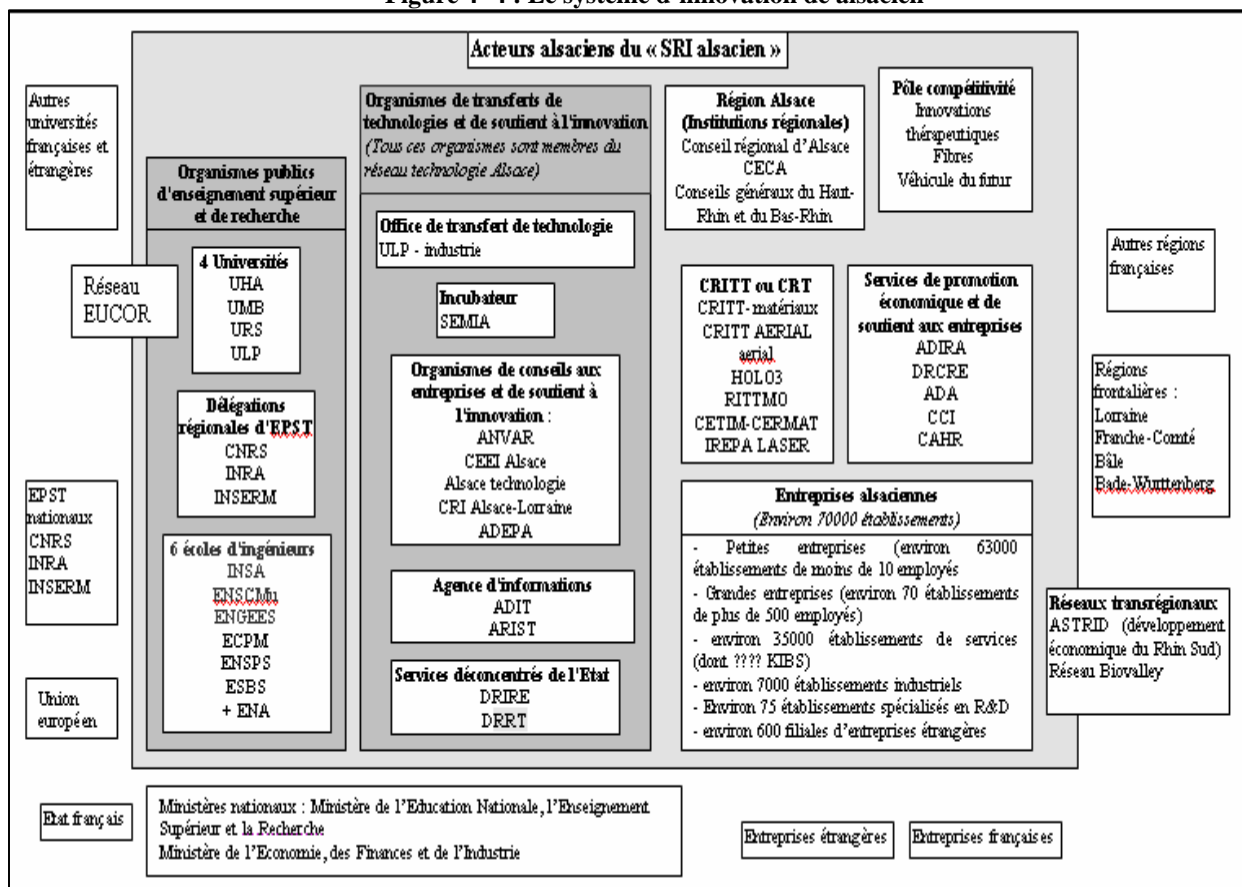 Figure 4- 4 : Le système d'innovation de alsacien
Acteurs alsaciens du « SRI alsacien »
Autres
universités
françaises et
étrangères
Réseau
EUCOR
EPST
nationaux
CNRS
INRA
INSERM
Union
européen
Etat français
Organismes publics
d'enseignement supérieur
et de recherche
4 Universités
UHA
UMB
URS
ULP
Délégations
régionales d'EPST
CNRS
INRA
INSERM
6 écoles d'ingénieurs
INSA
ENSCMu
ENGEES
ECPM
ENSPS
ESBS
+ ENA
Organismes de transferts de
technologies et de soutient à l'innovation
(Tous ces organismes sont membres du
réseau technologie Alsace)
Office de transfert de technologie
ULP - industrie
Incubateur
SEMIA
Organismes de conseils aux
entreprises et de soutient à
l'innovation :
ANVAR
CEEI Alsace
Alsace technologie
CRI Alsace-Lorraine
ADEPA
Agence d'informations
ADIT
ARIST
Services déconcentrés de l'Etat
DRIRE
DRRT
Région Alsace
(Institutions régionales)
Conseil régional d'Alsace
CECA
Conseils généraux du Haut-
Rhin et du Bas-Rhin
Pôle compétitivité
Innovations
thérapeutiques
Fibres
Véhicule du futur
CRITT ou CRT
CRITT- matériaux
CRITT AERIAL
aerial
HOLO3
RITTMO
CETIM-CERMAT
IREPA LASER
Services de promotion
économique et de
soutient aux entreprises
ADIRA
DRCRE
ADA
CCI
CAHR
Entreprises alsaciennes
(Environ 70000 établissements)
- Petites entreprises (environ 63000
établissements de moins de 10 employés
- Grandes entreprises (environ 70 établissements
de plus de 500 employés)
- environ 35000 établissements de services
(dont ???? KIBS)
- environ 7000 établissements industriels
- Environ 75 établissements spécialisés en R&D
- environ 600 filiales d'entreprises étrangères
Autres régions
françaises
Régions
frontalières :
Lorraine
Franche-Comté
Bâle
Bade-Wurttenberg
Réseaux transrégionaux
ASTRID (développement
économique du Rhin Sud)
Réseau Biovalley
Ministères nationaux : Ministère de l'Education Nationale, l'Enseignement
Supérieur et la Recherche
Ministère de l'Economie, des Finances et de l'Industrie
Entreprises étrangères
Entreprises françaises